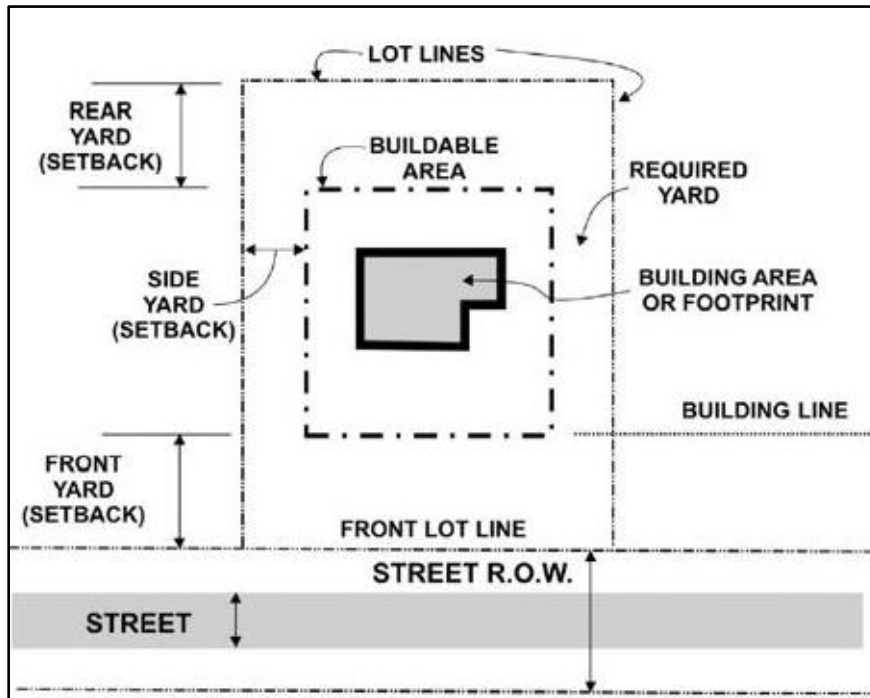 LOT LINES
REAR
YARD
(SETBACK)
BUILDABLE
AREA
REQUIRED
YARD
SIDE
YARD
(SETBACK)
BUILDING AREA
OR FOOTPRINT
BUILDING LINE
FRONT
YARD
(SETBACK)
FRONT LOT LINE
STREET R.O.W.
STREET